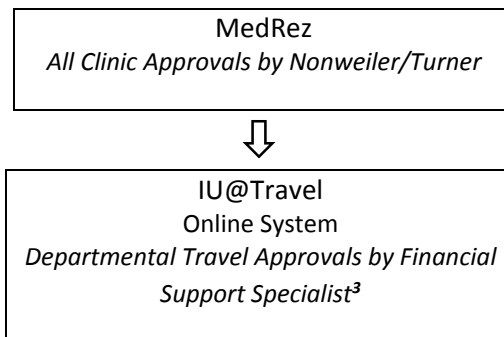 MedRez
All Clinic Approvals by Nonweiler/Turner
IU@Travel
Online System
Departmental Travel Approvals by Financial
Support Specialist³